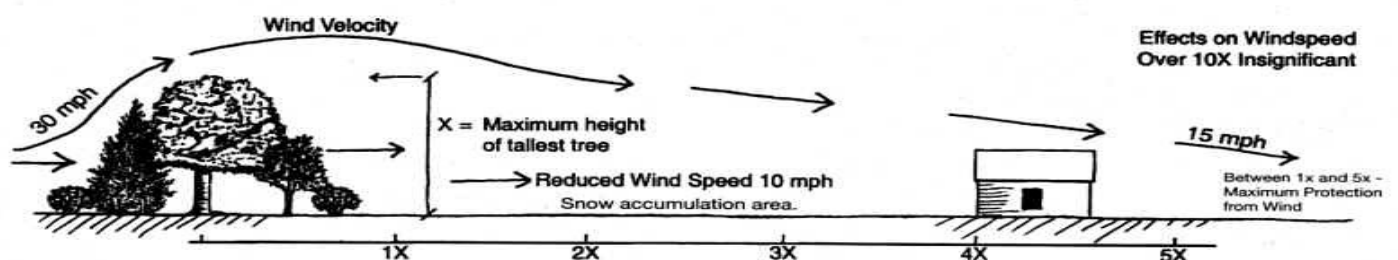 Wind Velocity
Effects on Windspeed
Over 10X Insignificant
30 mph
X = Maximum height
of tallest tree
15 mph
Reduced Wind Speed 10 mph
Snow accumulation area.
Between 1x and 5x -
Maximum Protection
from Wind
1X
2X
3X
4X
5X